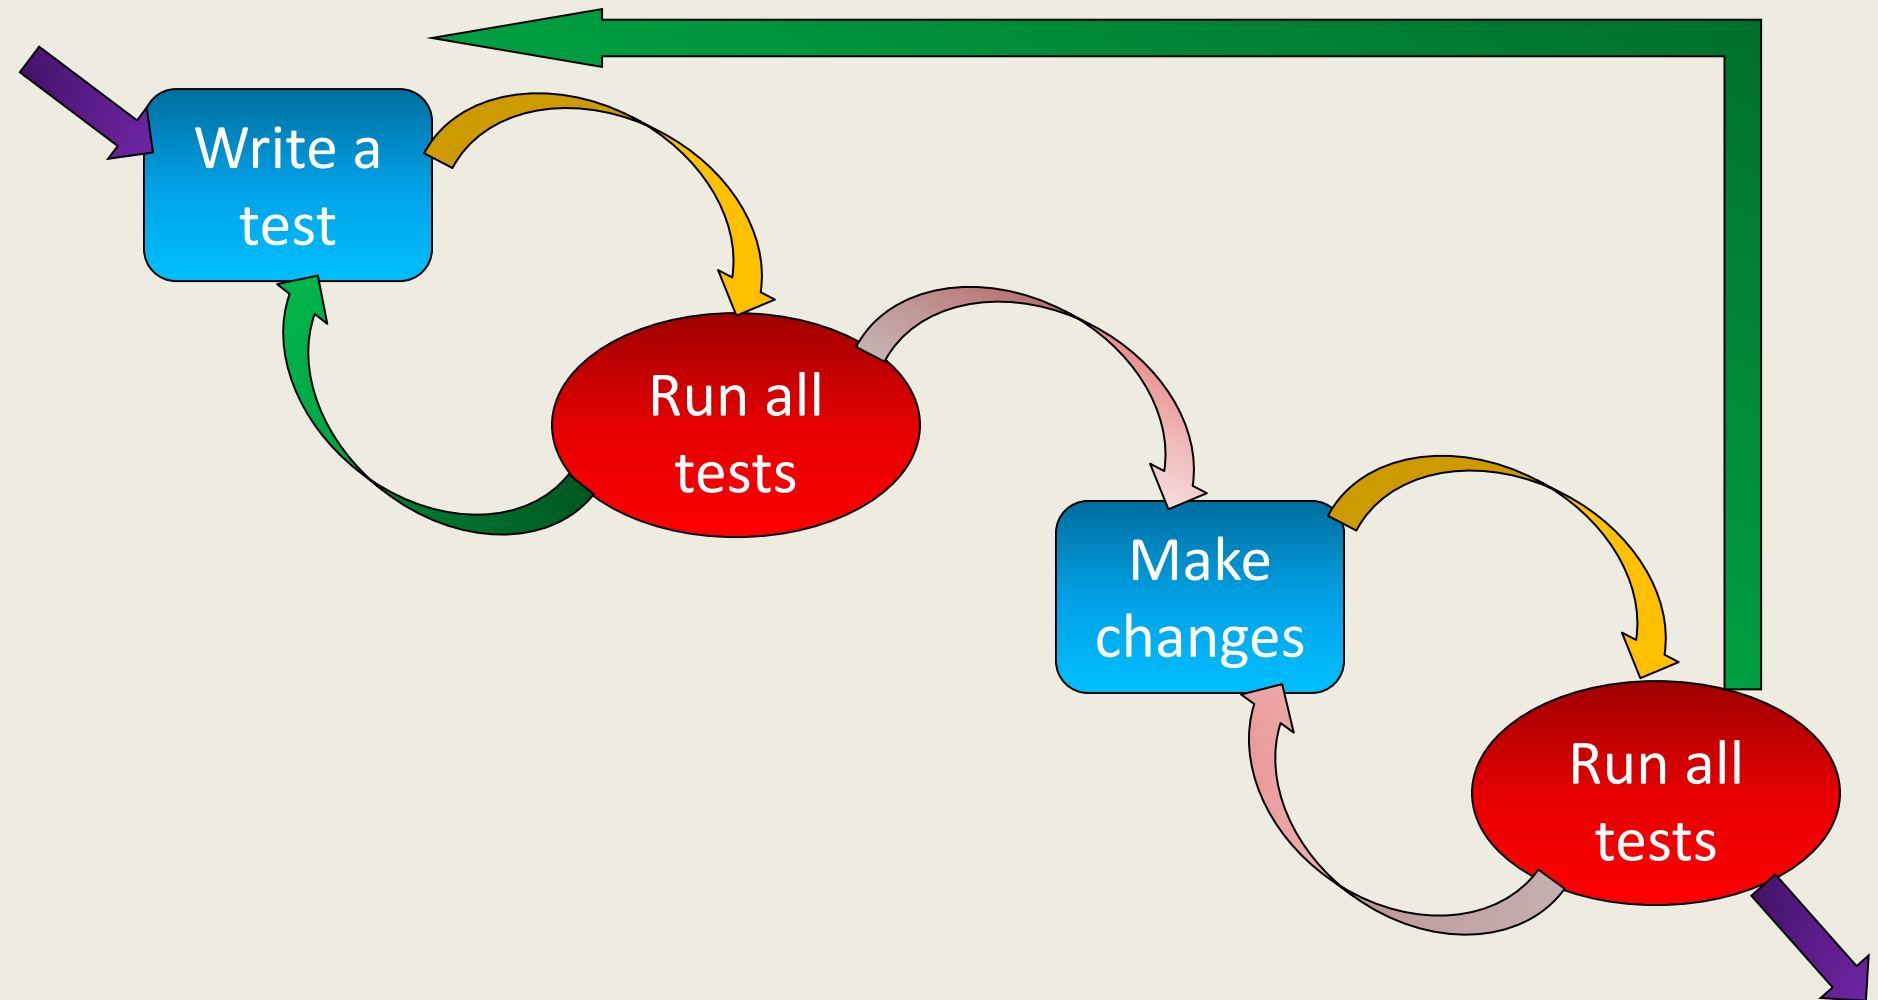 Write a
test
Run all
tests
Make
changes
Run all
tests